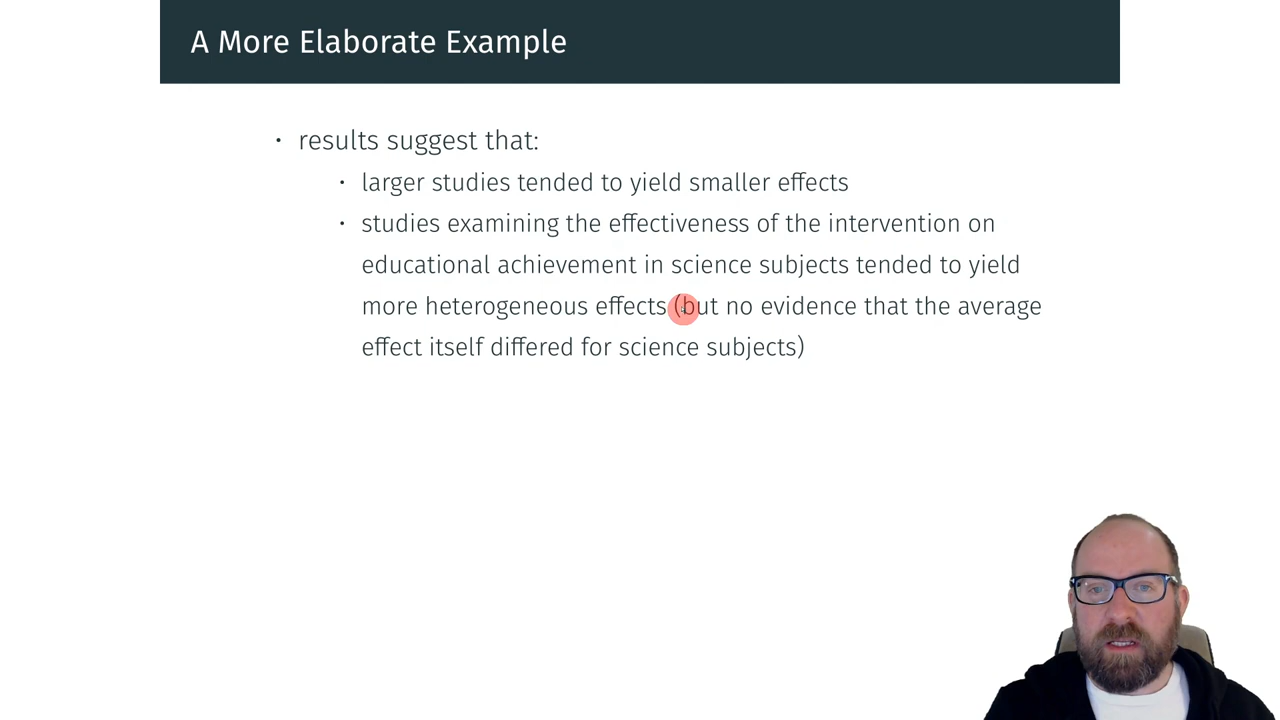 A More Elaborate Example
• results suggest that:
• larger studies tended to yield smaller effects
• studies examining the effectiveness of the intervention on
educational achievement in science subjects tended to yield
more heterogeneous effects (but no evidence that the average
effect itself differed for science subjects)